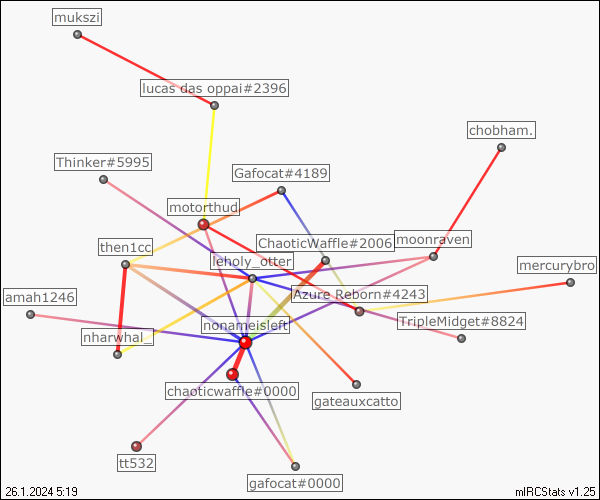 mukszi
lucas das oppai#2396
chobham.
Thinker#5995
Gafocat#4189
motorthud
then1cc
ChaoticWaffle#2006
moonraven
leholy_otter
mercurybro
amah1246
Azure Reborn#4243
nonameisleft
TripleMidget#8824
nharwhal_
chaoticwaffle#0000
gateauxcatto
tt532
gafocat#0000
26.1.2024 5:19
mIRCStats v1.25